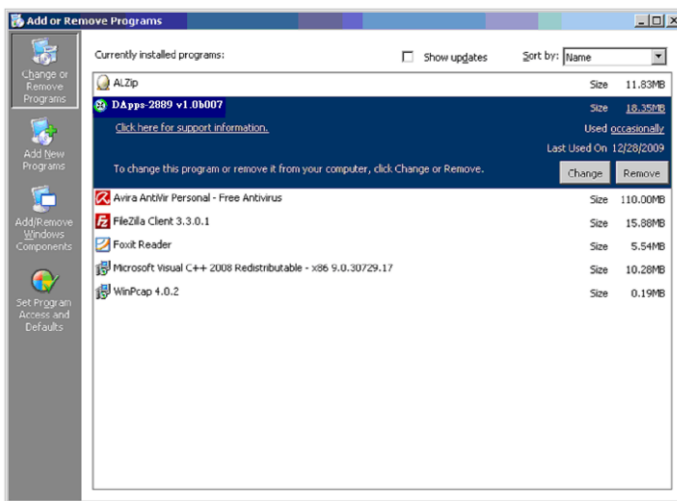 Add or Remove Programs
Change or
Remove
Programs
Add New
Programs
Add/Remove
Windows
Components
Set Program
Access and
Defaults
Currently installed programs:
Show updates
Sort by: Name
ALZip Size 11.83MB
DApps-2889 v1.0b007 Size 18.35MB
Click here for support information. Used occasionally
Last Used On 12/28/2009
To change this program or remove it from your computer, click Change or Remove. Change Remove
Avira AntiVir Personal - Free Antivirus Size 110.00MB
FileZilla Client 3.3.0.1 Size 15.88MB
Foxit Reader Size 5.54MB
Microsoft Visual C++ 2008 Redistributable - x86 9.0.30729.17 Size 10.28MB
WinPcap 4.0.2 Size 0.19MB